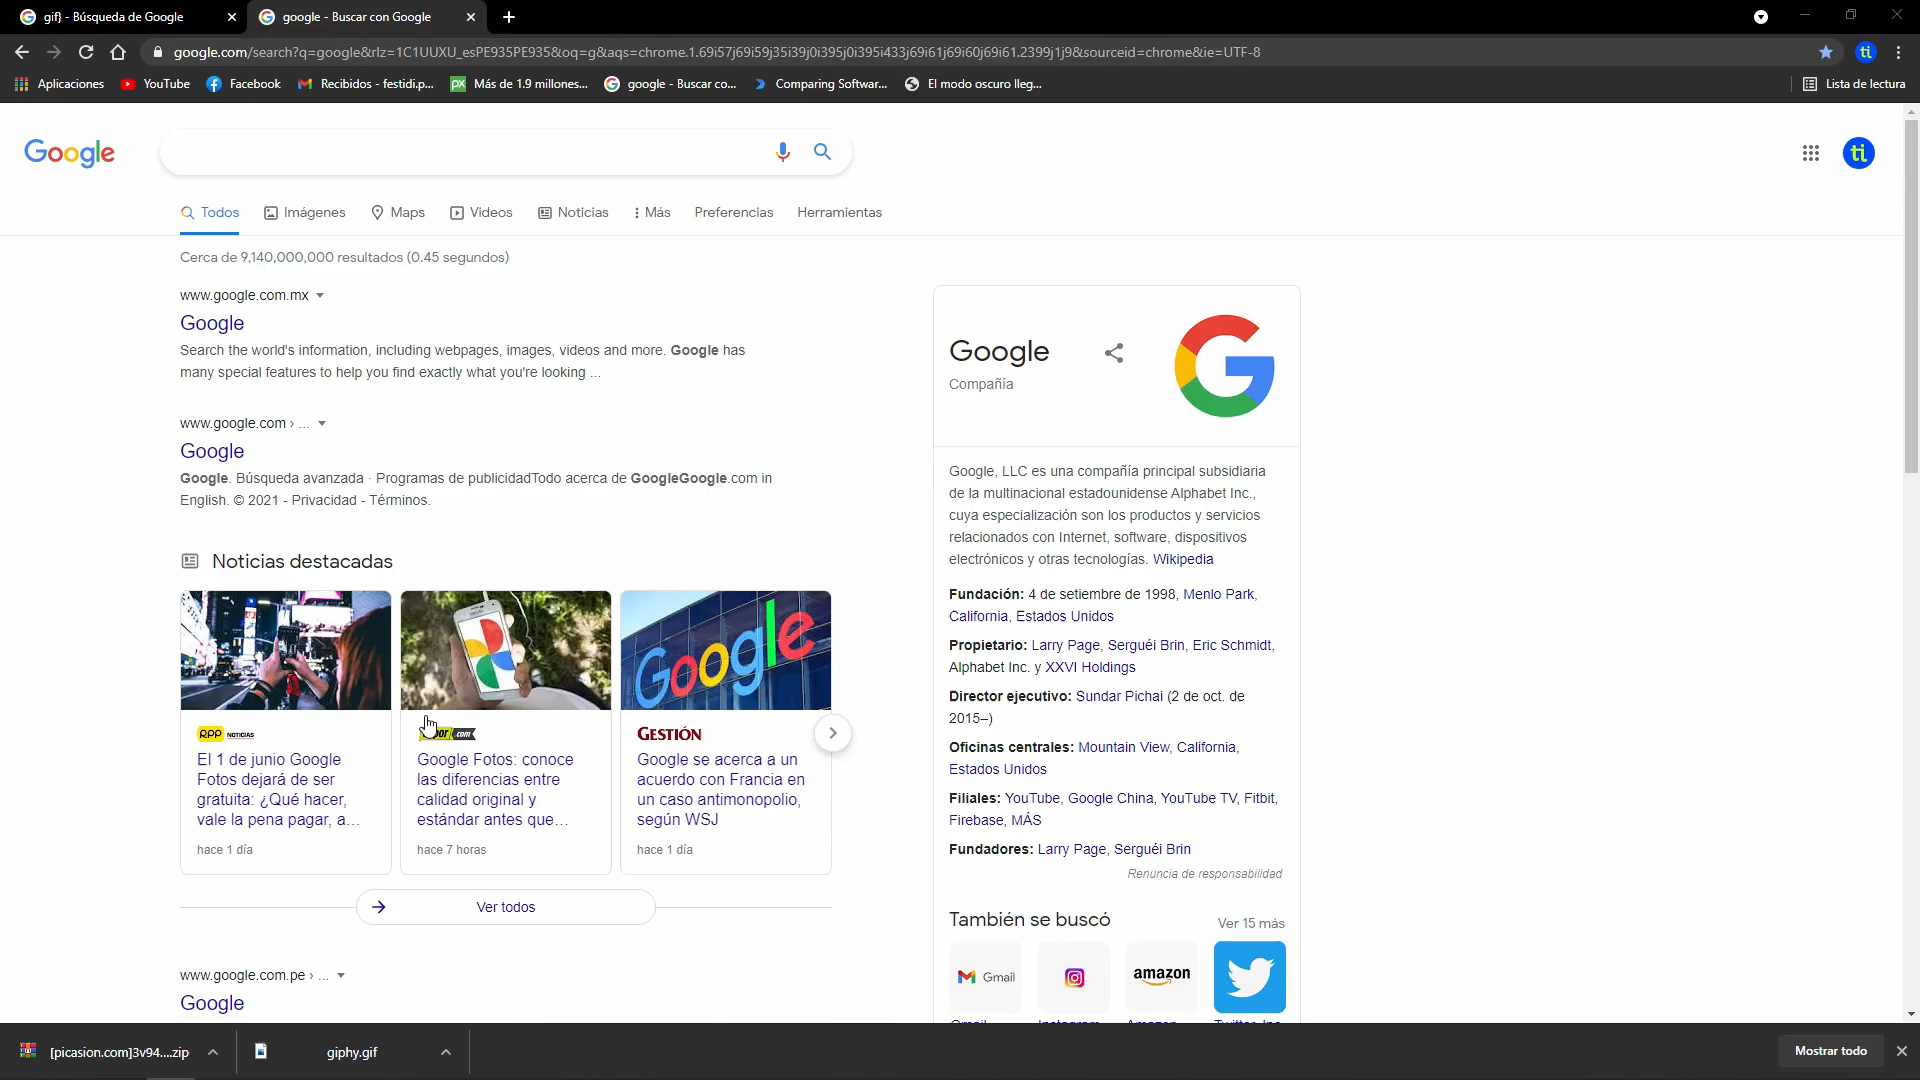 gif} - Búsqueda de Google
google - Buscar con Google
google.com/search?q=google&rlz=1C1UUXU_esPE935PE935&oq=g&aqs=chrome.1.69i57j69i59j35i39j0i395j0i395i433j69i61j69i60j69i61.2399j1j9&sourceid=chrome&ie=UTF-8
ti
Aplicaciones
YouTube
Facebook
Recibidos - festidi.p...
Más de 1.9 millones...
google - Buscar co...
Comparing Softwar...
El modo oscuro lleg...
Lista de lectura
Google
ti
Todos
Imágenes
Maps
Videos
Noticias
Más
Preferencias
Herramientas
Cerca de 9,140,000,000 resultados (0.45 segundos)
www.google.com.mx
Google
Search the world's information, including webpages, images, videos and more. Google has
many special features to help you find exactly what you're looking ...
www.google.com › ...
Google
Google. Búsqueda avanzada · Programas de publicidadTodo acerca de GoogleGoogle.com in
English. © 2021 - Privacidad - Términos.
Noticias destacadas
Google
RPP NOTICIAS
El 1 de junio Google
Fotos dejará de ser
gratuita: ¿Qué hacer,
vale la pena pagar, a...
hace 1 día
.com
Google Fotos: conoce
las diferencias entre
calidad original y
estándar antes que...
hace 7 horas
GESTIÓN
Google se acerca a un
acuerdo con Francia en
un caso antimonopolio,
según WSJ
hace 1 día
Ver todos
www.google.com.pe › ...
Google
Google
Compañía
Google, LLC es una compañía principal subsidiaria
de la multinacional estadounidense Alphabet Inc.,
cuya especialización son los productos y servicios
relacionados con Internet, software, dispositivos
electrónicos y otras tecnologías. Wikipedia
Fundación: 4 de setiembre de 1998, Menlo Park,
California, Estados Unidos
Propietario: Larry Page, Serguéi Brin, Eric Schmidt,
Alphabet Inc. y XXVI Holdings
Director ejecutivo: Sundar Pichai (2 de oct. de
2015–)
Oficinas centrales: Mountain View, California,
Estados Unidos
Filiales: YouTube, Google China, YouTube TV, Fitbit,
Firebase, MÁS
Fundadores: Larry Page, Serguéi Brin
Renuncia de responsabilidad
También se buscó
Ver 15 más
Gmail
amazon
[picasion.com]3v94....zip
giphy.gif
Mostrar todo